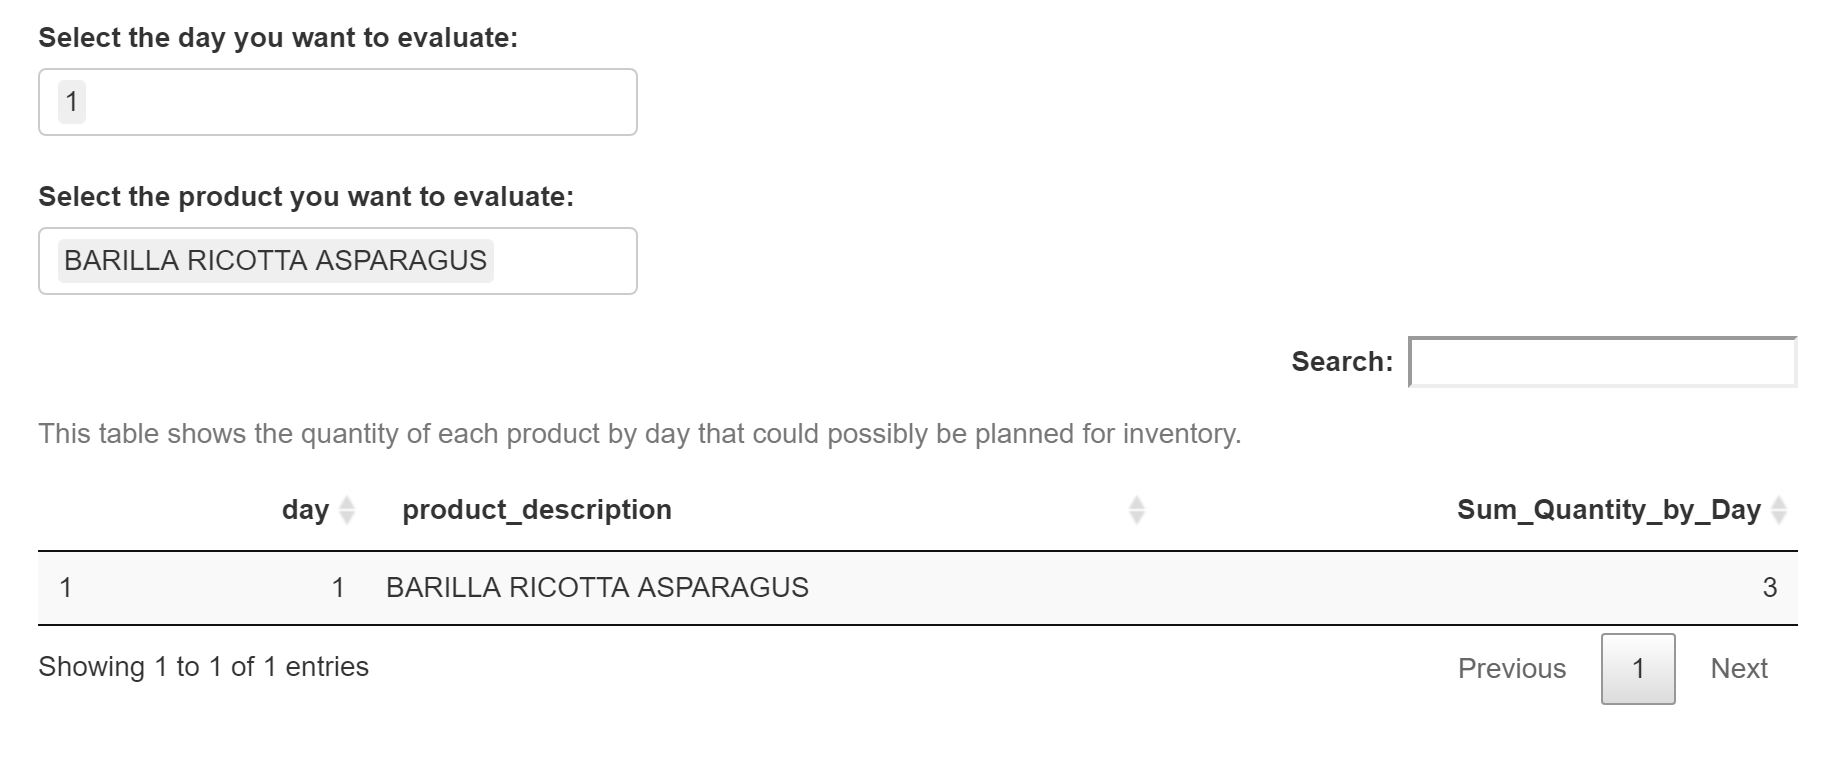 Select the day you want to evaluate:
1
Select the product you want to evaluate:
BARILLA RICOTTA ASPARAGUS
Search:
This table shows the quantity of each product by day that could possibly be planned for inventory.
day product_description Sum_Quantity_by_Day
1 1 BARILLA RICOTTA ASPARAGUS 3
Showing 1 to 1 of 1 entries Previous 1 Next